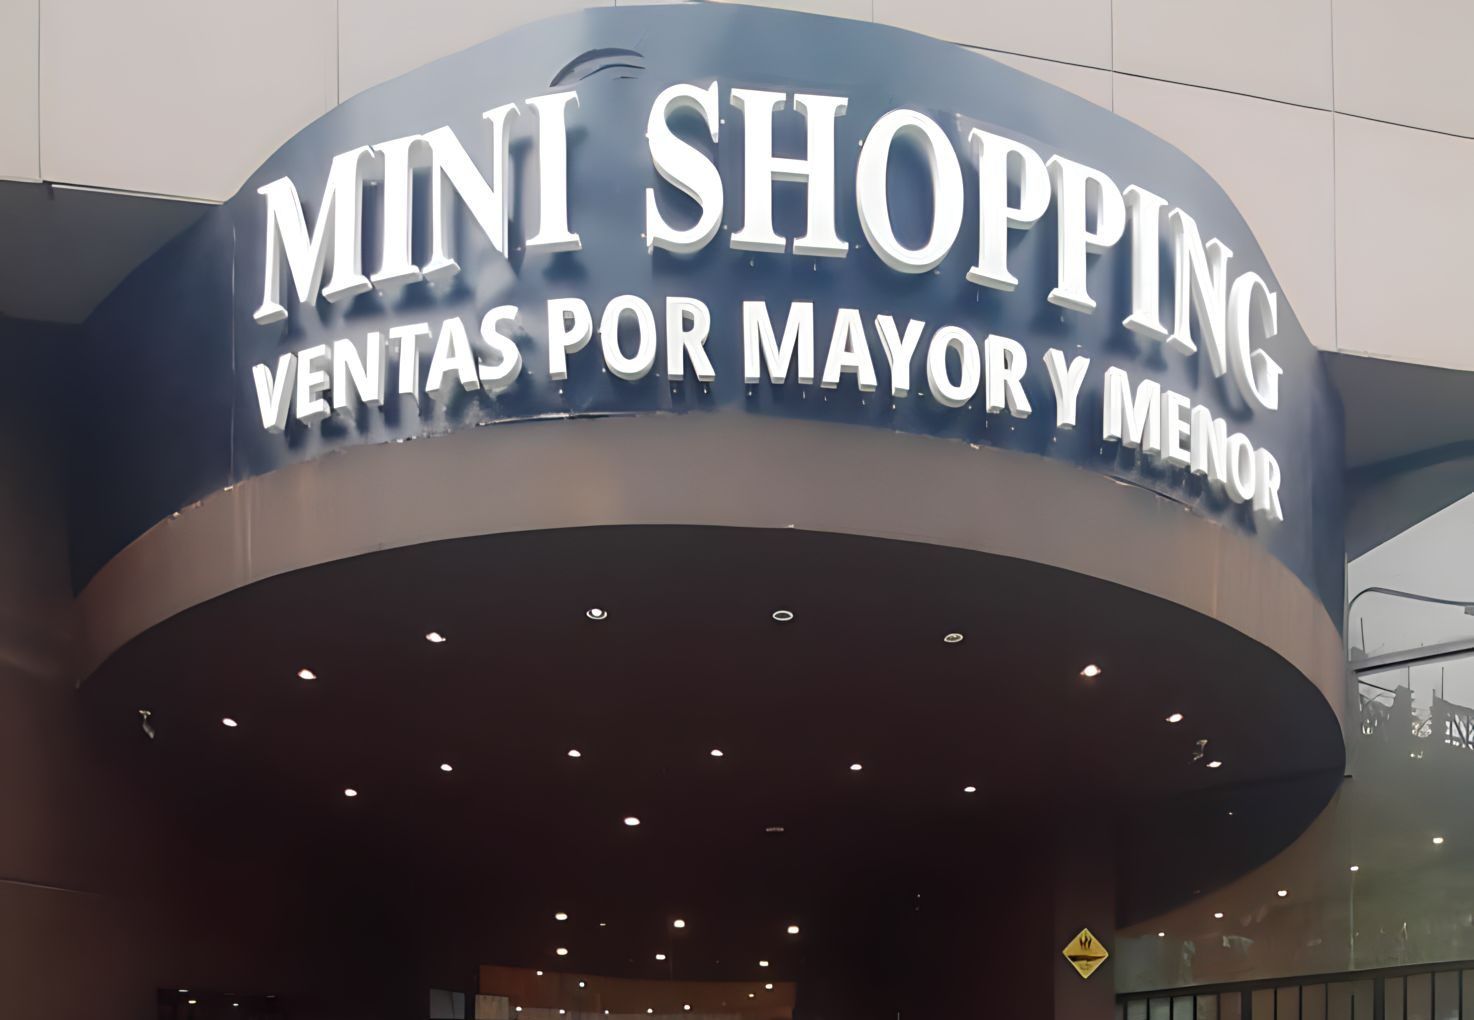 MINI SHOPPING
VENTAS POR MAYOR Y MENOR